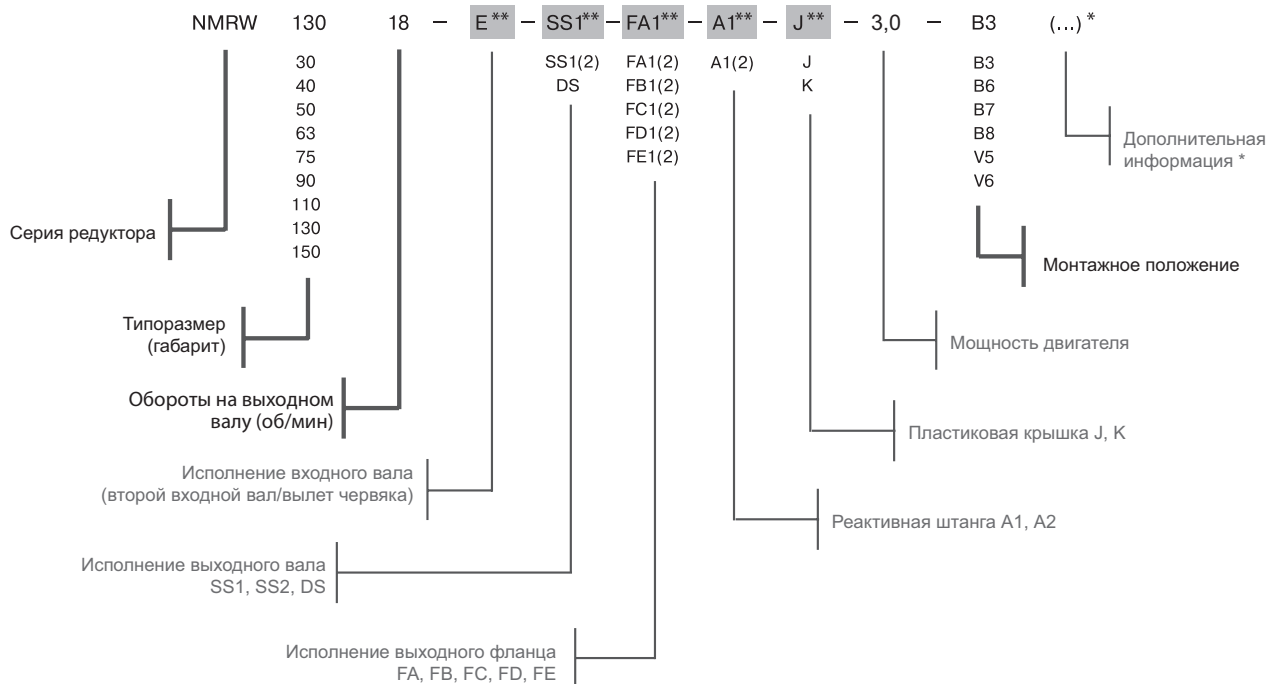 NMRW 130 18 – E** – SS1** – FA1** – A1** – J** – 3,0 – B3 (...)*
30 SS1(2) FA1(2) A1(2) J B3
40 DS FB1(2) K B6
50 FC1(2) B7
63 FD1(2) B8
75 FE1(2) V5
90 V6
110
130
150
Дополнительная
информация *
Серия редуктора
Монтажное положение
Типоразмер
(габарит)
Мощность двигателя
Обороты на выходном
валу (об/мин)
Пластиковая крышка J, K
Исполнение входного вала
(второй входной вал/вылет червяка)
Реактивная штанга A1, A2
Исполнение выходного вала
SS1, SS2, DS
Исполнение выходного фланца
FA, FB, FC, FD, FE